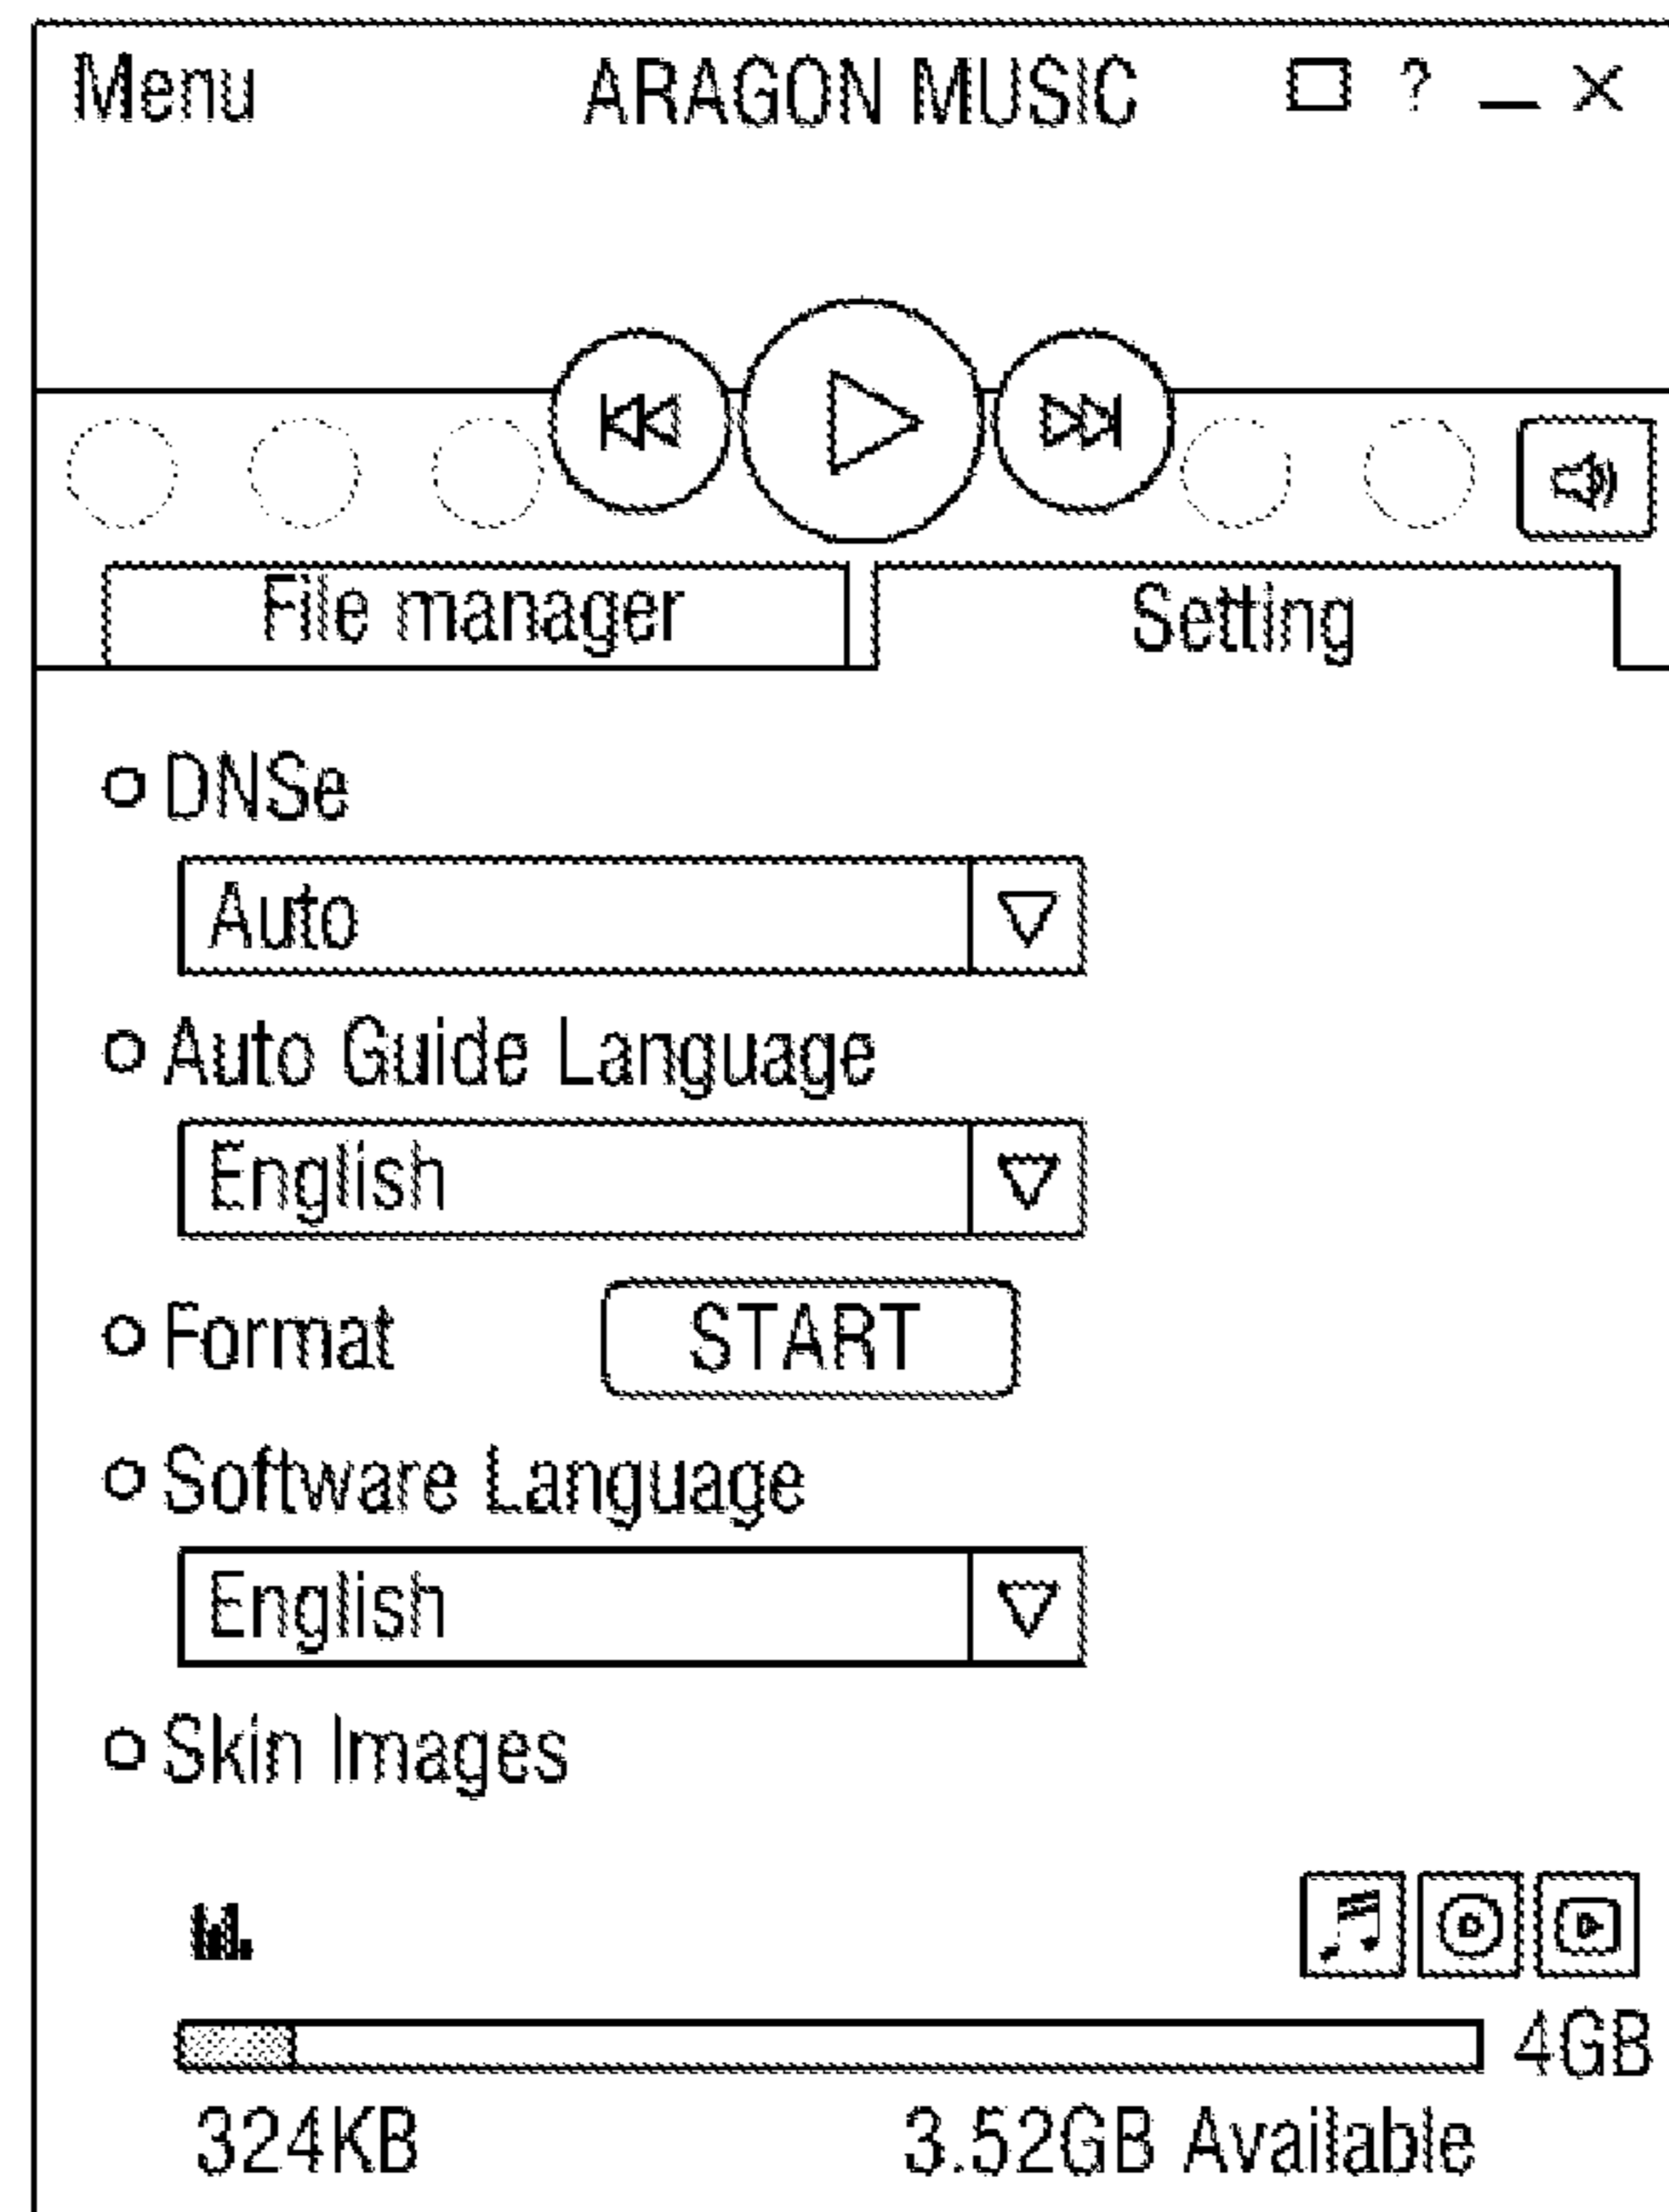 Menu ARAGON MUSIC ?
File manager Setting
DNSe
Auto
Auto Guide Language
English
Format START
Software Language
English
Skin Images
4GB
324KB 3.52GB Available